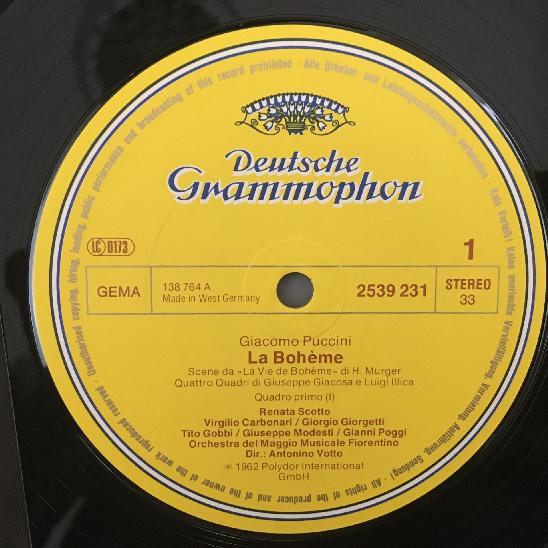 Deutsche
Grammophon
LC 0173
1
GEMA
138 764 A
Made in West Germany
2539 231
STEREO
33
Giacomo Puccini
La Bohème
Scene da «La Vie de Bohème» di H. Murger
Quattro Quadri di Giuseppe Giacosa e Luigi Illica
Quadro primo (I)
Renata Scotto
Virgilio Carbonari / Giorgio Giorgetti
Tito Gobbi / Giuseppe Modesti / Gianni Poggi
Orchestra del Maggio Musicale Fiorentino
Dir.: Antonino Votto
℗ 1962 Polydor International
GmbH
Alle Urheber- und Leistungsschutzrechte vorbehalten · Kein Verleih! Keine unerlaubte Vervielfältigung, Vermietung, Aufführung, Sendung! · All rights of the producer and of the owner of the work reproduced reserved · Unauthorised copying, hiring, lending, public performance and broadcasting of this record prohibited ·